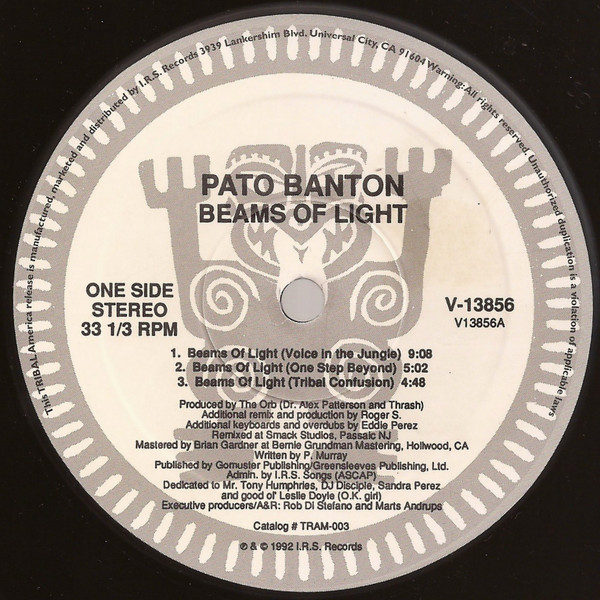 This TRIBAL America release is manufactured, marketed and distributed by I.R.S. Records 3939 Lankershim Blvd. Universal City, CA 91604 Warning: All rights reserved. Unauthorized duplication is a violation of applicable laws
PATO BANTON
BEAMS OF LIGHT
ONE SIDE
STEREO
33 1/3 RPM
V-13856
V13856A
1. Beams Of Light (Voice in the Jungle) 9:08
2. Beams Of Light (One Step Beyond) 5:02
3. Beams Of Light (Tribal Confusion) 4:48
Produced by The Orb (Dr. Alex Patterson and Thrash)
Additional remix and production by Roger S.
Additional keyboards and overdubs by Eddie Perez
Remixed at Smack Studios, Passaic NJ
Mastered by Brian Gardner at Bernie Grundman Mastering, Hollwood, CA
Written by P. Murray
Published by Gomuster Publishing/Greensleeves Publishing, Ltd.
Admin. by I.R.S. Songs (ASCAP)
Dedicated to Mr. Tony Humphries, DJ Disciple, Sandra Perez
and good ol' Leslie Doyle (O.K. girl)
Executive producers/A&R: Rob Di Stefano and Marts Andrups
Catalog # TRAM-003
℗ & © 1992 I.R.S. Records